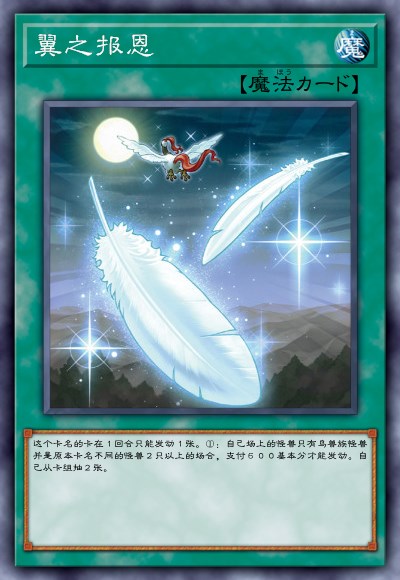 翼之报恩
魔
【魔法カード】
まほう
这个卡名的卡在１回合只能发动１张。①：自己场上的怪兽只有鸟兽族怪兽
并是原本卡名不同的怪兽２只以上的场合，支付６００基本分才能发动。自
己从卡组抽２张。